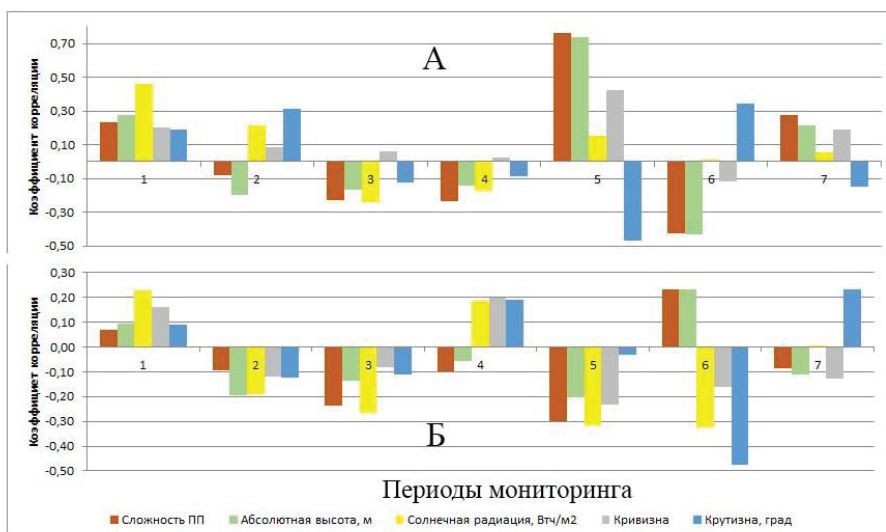 0,70
А
0,50
0,30
0,10
-0,10
1 2 3 4 5 6 7
-0,30
-0,50
Коэффициент корреляции
0,30
0,20
0,10
0,00
1 2 3 4 5 6 7
-0,10
-0,20
-0,30
Б
-0,40
-0,50
Коэффициет корреляции
Периоды мониторинга
Сложность ПП Абсолютная высота, м Солнечная радиация, Втч/м2 Кривизна Крутизна, град